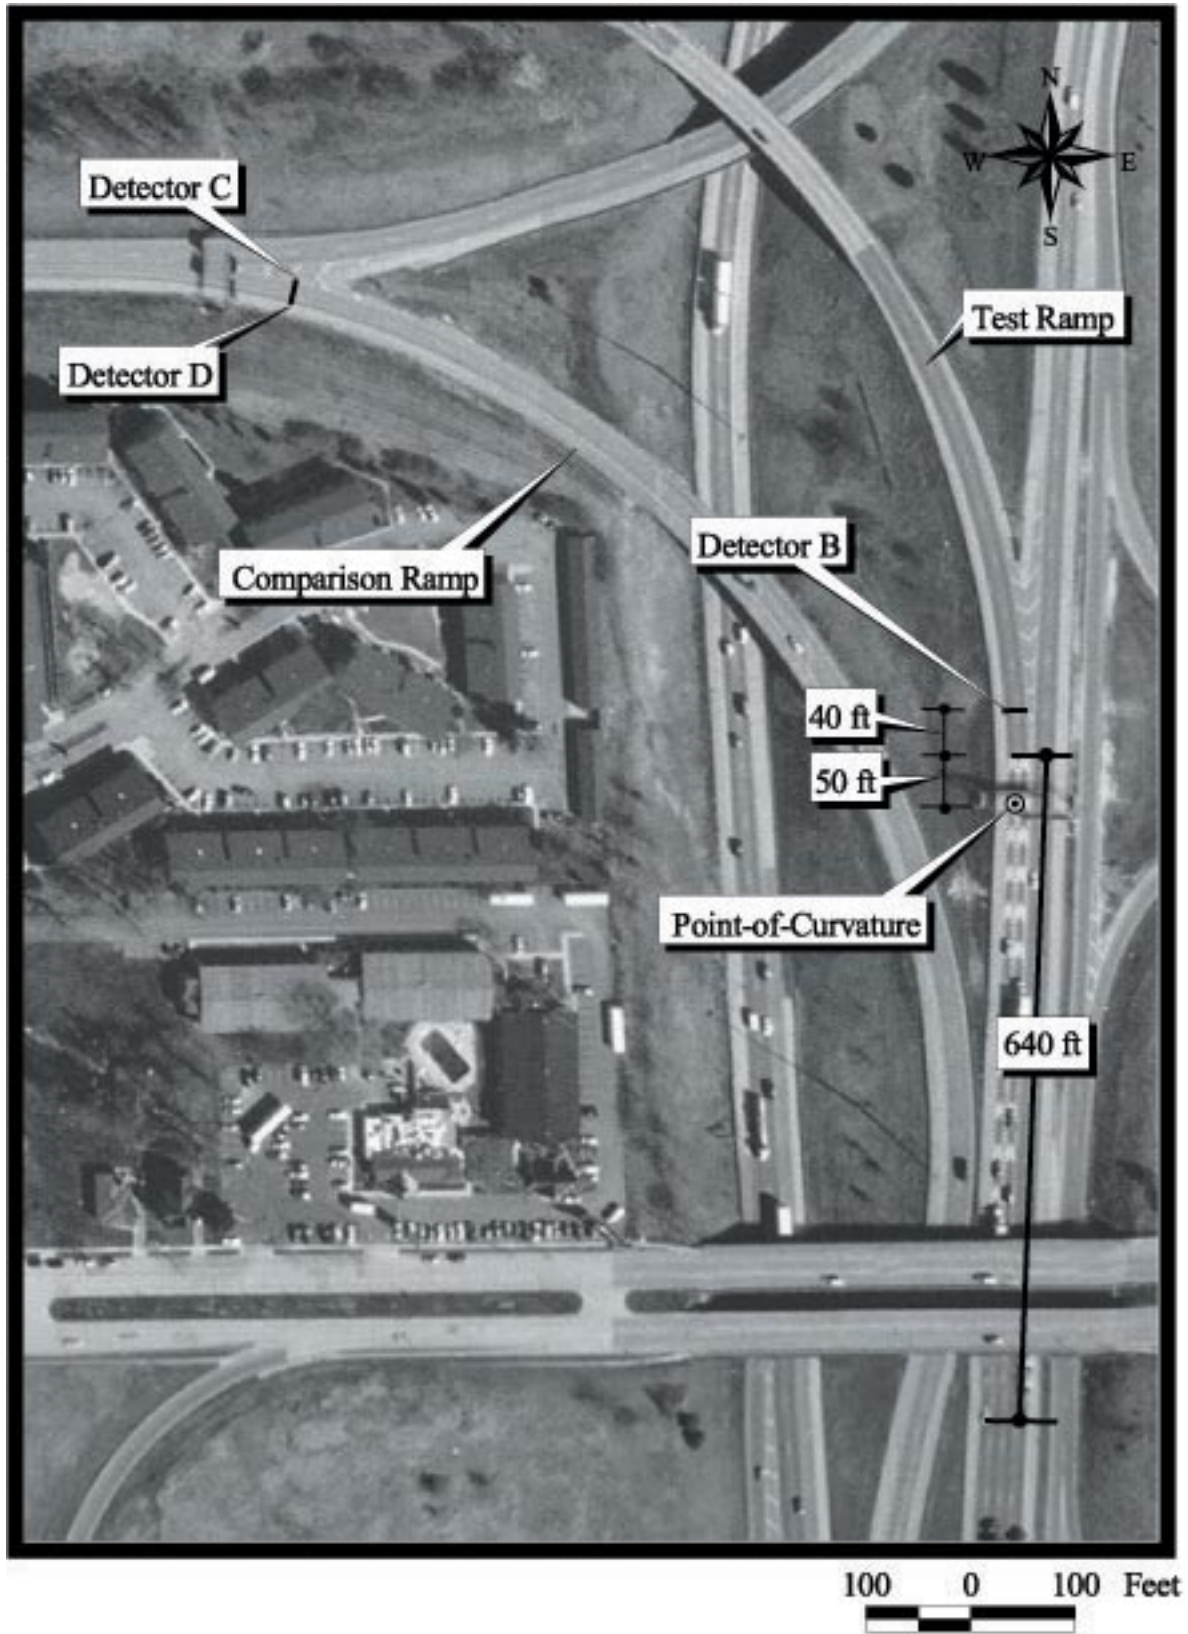 N
W E
S
Detector C
Test Ramp
Detector D
Detector B
Comparison Ramp
40 ft
50 ft
Point-of-Curvature
640 ft
100 0 100 Feet